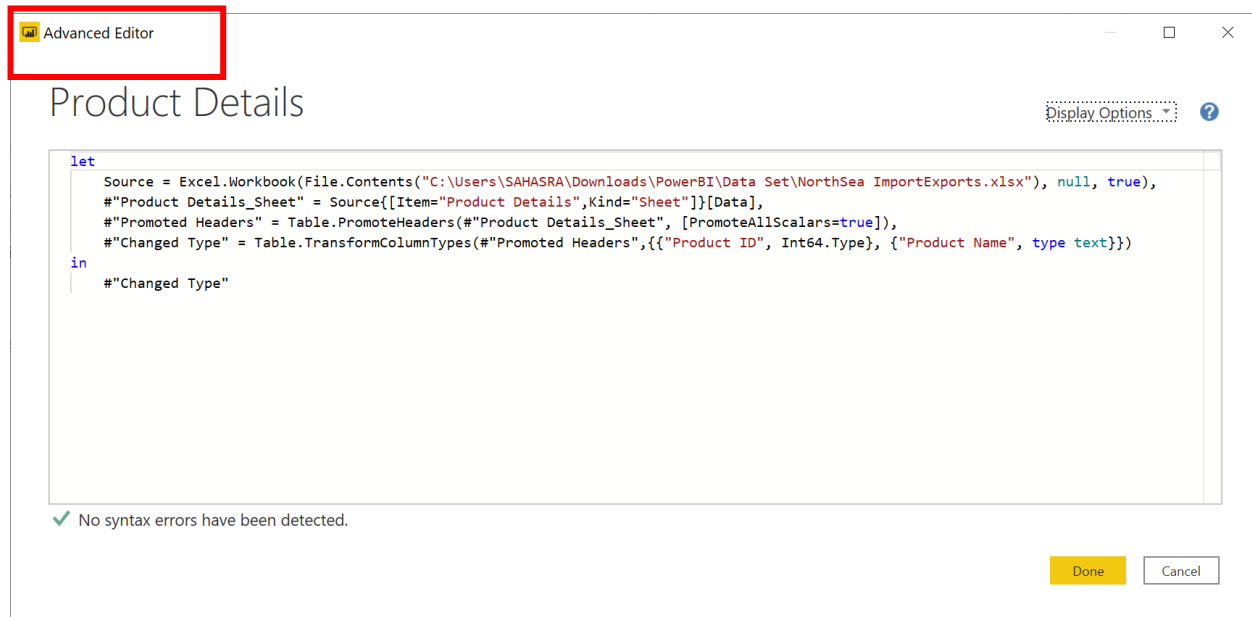 Advanced Editor
Product Details
Display Options
?
let
    Source = Excel.Workbook(File.Contents("C:\Users\SAHASRA\Downloads\PowerBI\Data Set\NorthSea ImportExports.xlsx"), null, true),
    #"Product Details_Sheet" = Source{[Item="Product Details",Kind="Sheet"]}[Data],
    #"Promoted Headers" = Table.PromoteHeaders(#"Product Details_Sheet", [PromoteAllScalars=true]),
    #"Changed Type" = Table.TransformColumnTypes(#"Promoted Headers",{{"Product ID", Int64.Type}, {"Product Name", type text}})
in
    #"Changed Type"
No syntax errors have been detected.
Done
Cancel